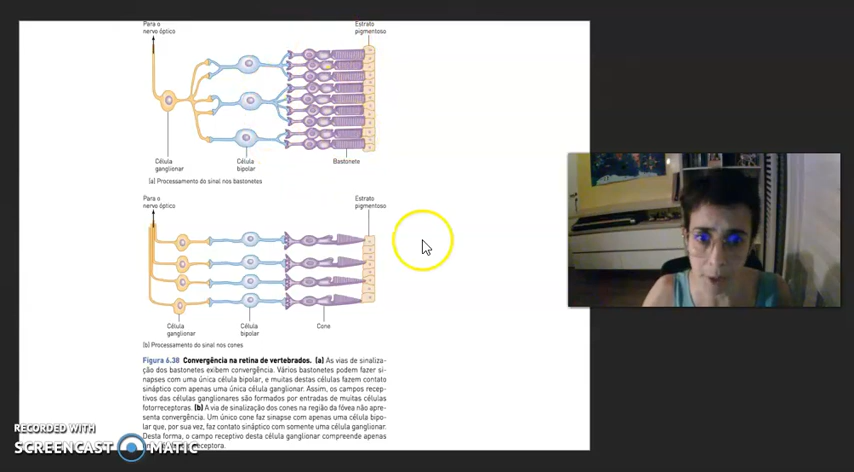 Para o
nervo óptico
Estrato
pigmentoso
Célula
ganglionar
Célula
bipolar
Bastonete
(a) Processamento do sinal nos bastonetes
Para o
nervo óptico
Estrato
pigmentoso
Célula
ganglionar
Célula
bipolar
Cone
(b) Processamento do sinal nos cones
Figura 6.38 Convergência na retina de vertebrados. (a) As vias de sinaliza-
ção dos bastonetes exibem convergência. Vários bastonetes podem fazer si-
napses com uma única célula bipolar, e muitas destas células fazem contato
sináptico com apenas uma única célula ganglionar. Assim, os campos recep-
tivos das células ganglionares são formados por entradas de muitas células
fotorreceptoras. (b) A via de sinalização dos cones na região da fóvea não apre-
senta convergência. Um único cone faz sinapse com apenas uma célula bipo-
lar que, por sua vez, faz contato sináptico com somente uma célula ganglionar.
Desta forma, o campo receptivo desta célula ganglionar compreende apenas
receptora.
RECORDED WITH
SCREENCAST MATIC